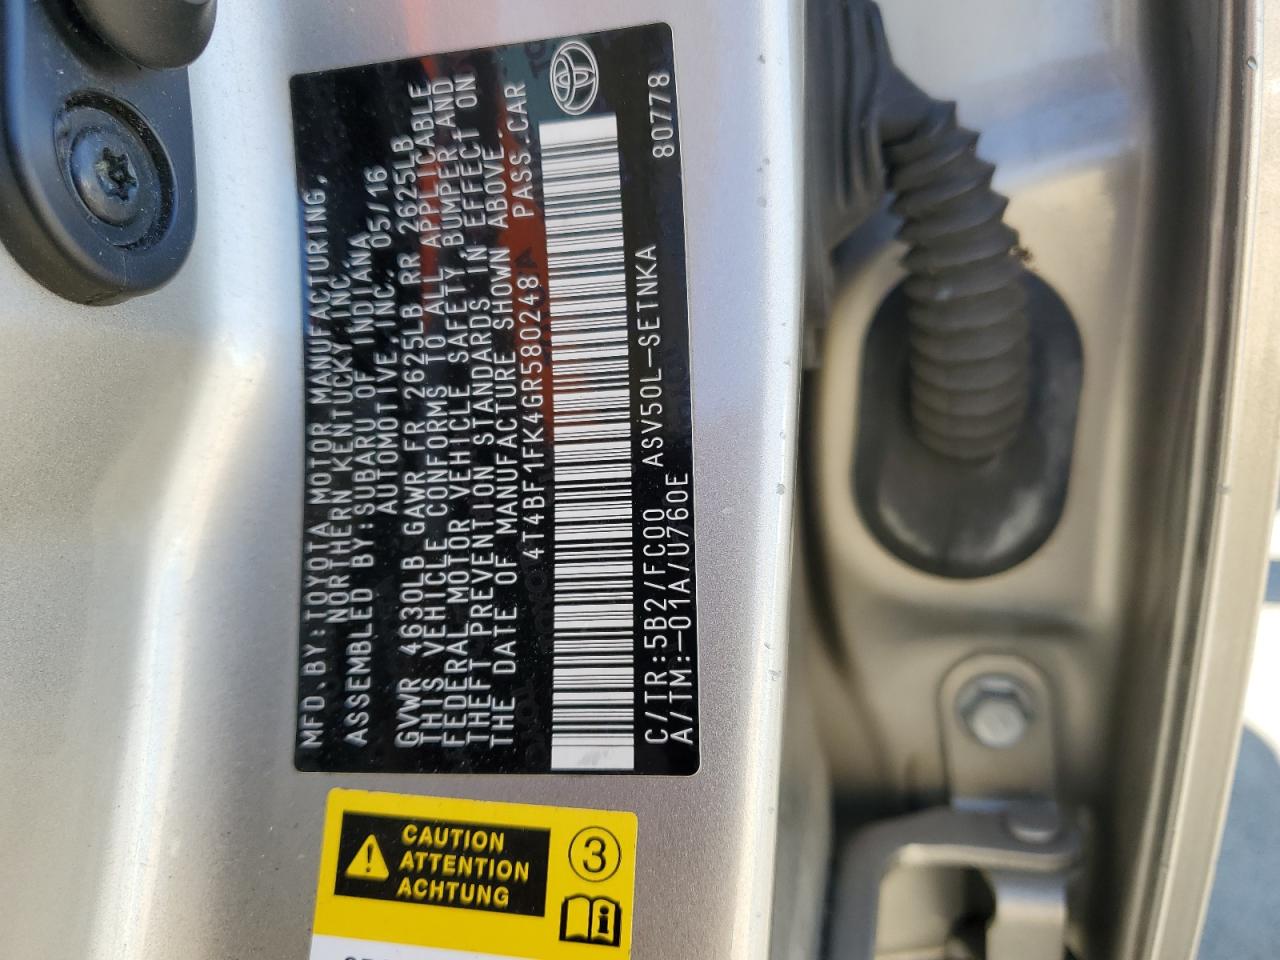 MFD. BY: TOYOTA MOTOR MANUFACTURING,
NORTHERN KENTUCKY, INC.
ASSEMBLED BY: SUBARU OF INDIANA
AUTOMOTIVE, INC. 05/16
GVWR 4630LB GAWR FR 2625LB RR 2625LB
THIS VEHICLE CONFORMS TO ALL APPLICABLE
FEDERAL MOTOR VEHICLE SAFETY, BUMPER, AND
THEFT PREVENTION STANDARDS IN EFFECT ON
THE DATE OF MANUFACTURE SHOWN ABOVE.
4T4BF1FK4GR580248 PASS.CAR
C/TR:5B2/FC00 ASV50L-SETNKA 80778
A/TM:-01A/U760E
CAUTION
ATTENTION
ACHTUNG
3